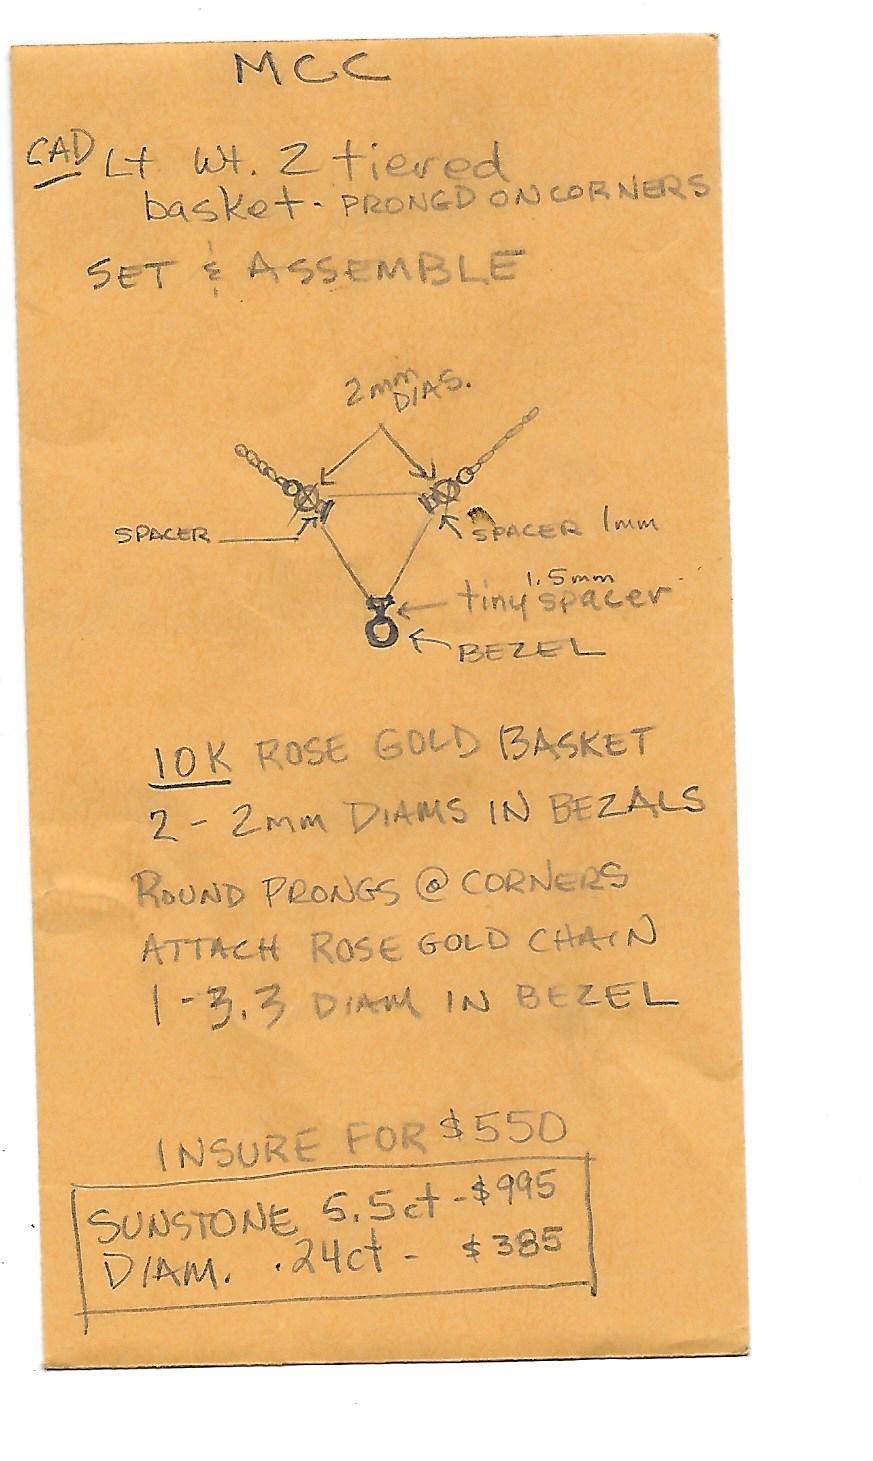 MCC
CAD Lt Wt. 2 tiered
basket - PRONGD ON CORNERS
SET & ASSEMBLE
2mm
DIAS.
SPACER
SPACER 1mm
1.5mm
tiny spacer
BEZEL
10K ROSE GOLD BASKET
2 - 2mm DIAMS IN BEZALS
ROUND PRONGS @ CORNERS
ATTACH ROSE GOLD CHAIN
1 - 3.3 DIAM IN BEZEL
INSURE FOR $550
SUNSTONE 5.5ct - $995
DIAM. .24ct - $385